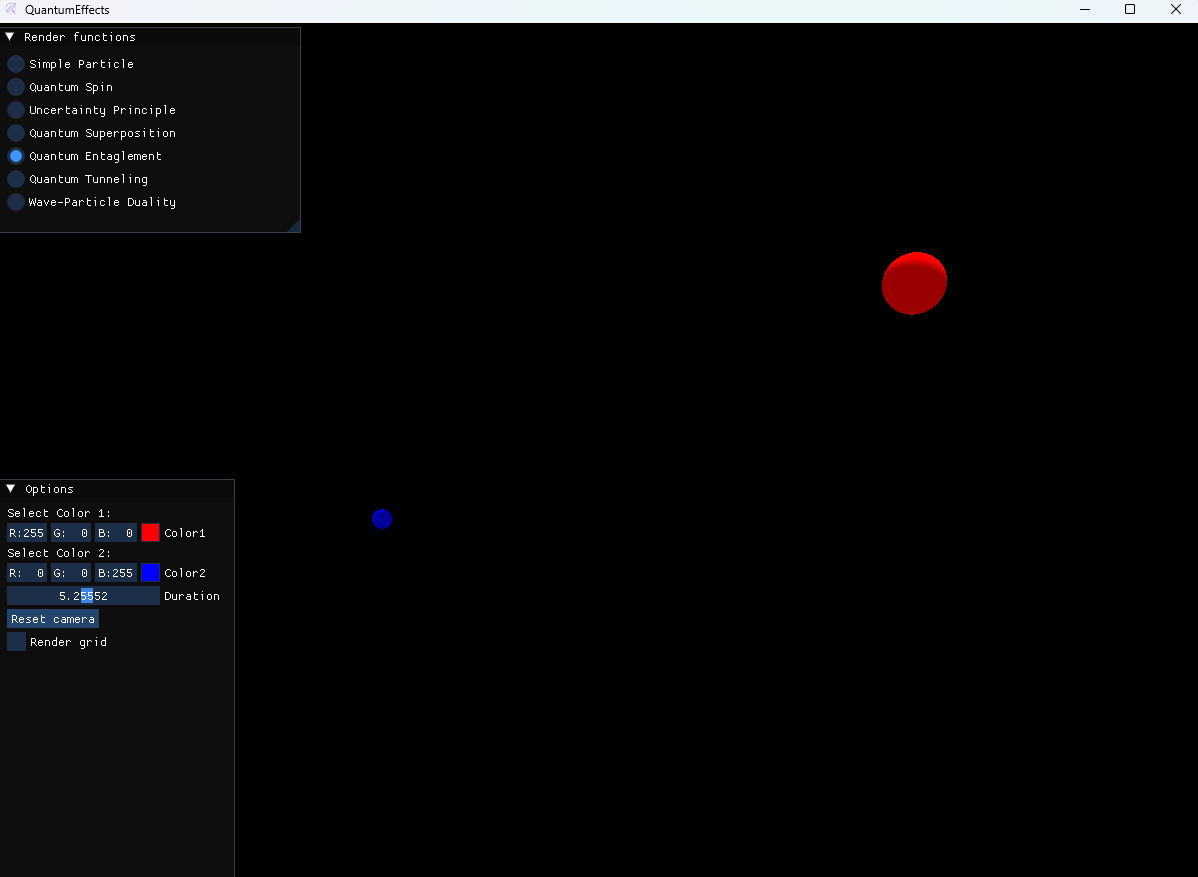 QuantumEffects
Render functions
Simple Particle
Quantum Spin
Uncertainty Principle
Quantum Superposition
Quantum Entaglement
Quantum Tunneling
Wave-Particle Duality
Options
Select Color 1:
R:255 G: 0 B: 0 Color1
Select Color 2:
R: 0 G: 0 B:255 Color2
5.25552 Duration
Reset camera
Render grid